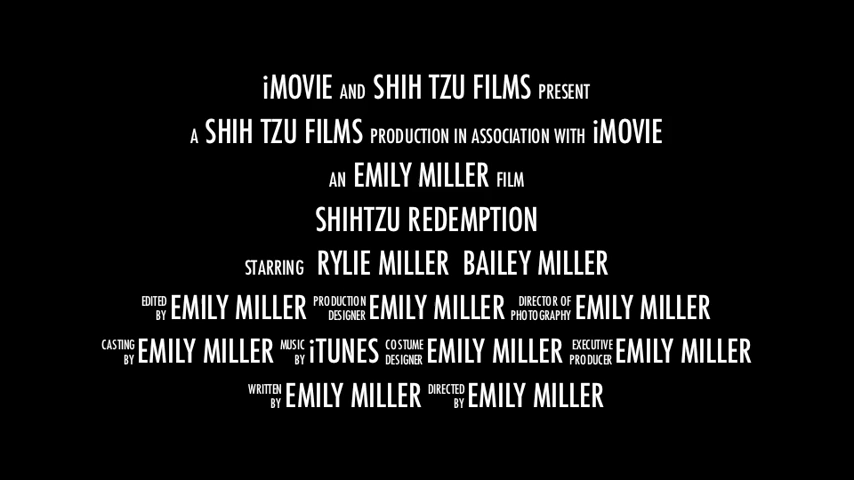 iMOVIE AND SHIH TZU FILMS PRESENT
A SHIH TZU FILMS PRODUCTION IN ASSOCIATION WITH iMOVIE
AN EMILY MILLER FILM
SHIHTZU REDEMPTION
STARRING RYLIE MILLER BAILEY MILLER
EDITED BY EMILY MILLER PRODUCTION DESIGNER EMILY MILLER DIRECTOR OF PHOTOGRAPHY EMILY MILLER
CASTING BY EMILY MILLER MUSIC BY iTUNES COSTUME DESIGNER EMILY MILLER EXECUTIVE PRODUCER EMILY MILLER
WRITTEN BY EMILY MILLER DIRECTED BY EMILY MILLER